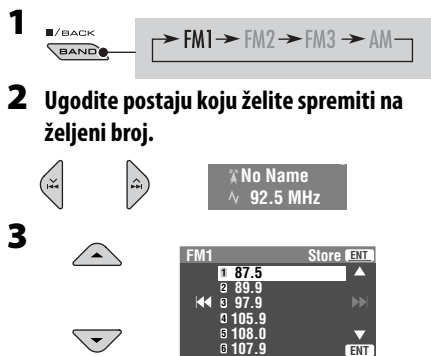 1
■/BACK
BAND
FM1 → FM2 → FM3 → AM
2 Ugodite postaju koju želite spremiti na
željeni broj.
No Name
92.5 MHz
3
FM1 Store ENT
1 87.5
2 89.9
3 97.9
4 105.9
5 108.0
6 107.9 ENT